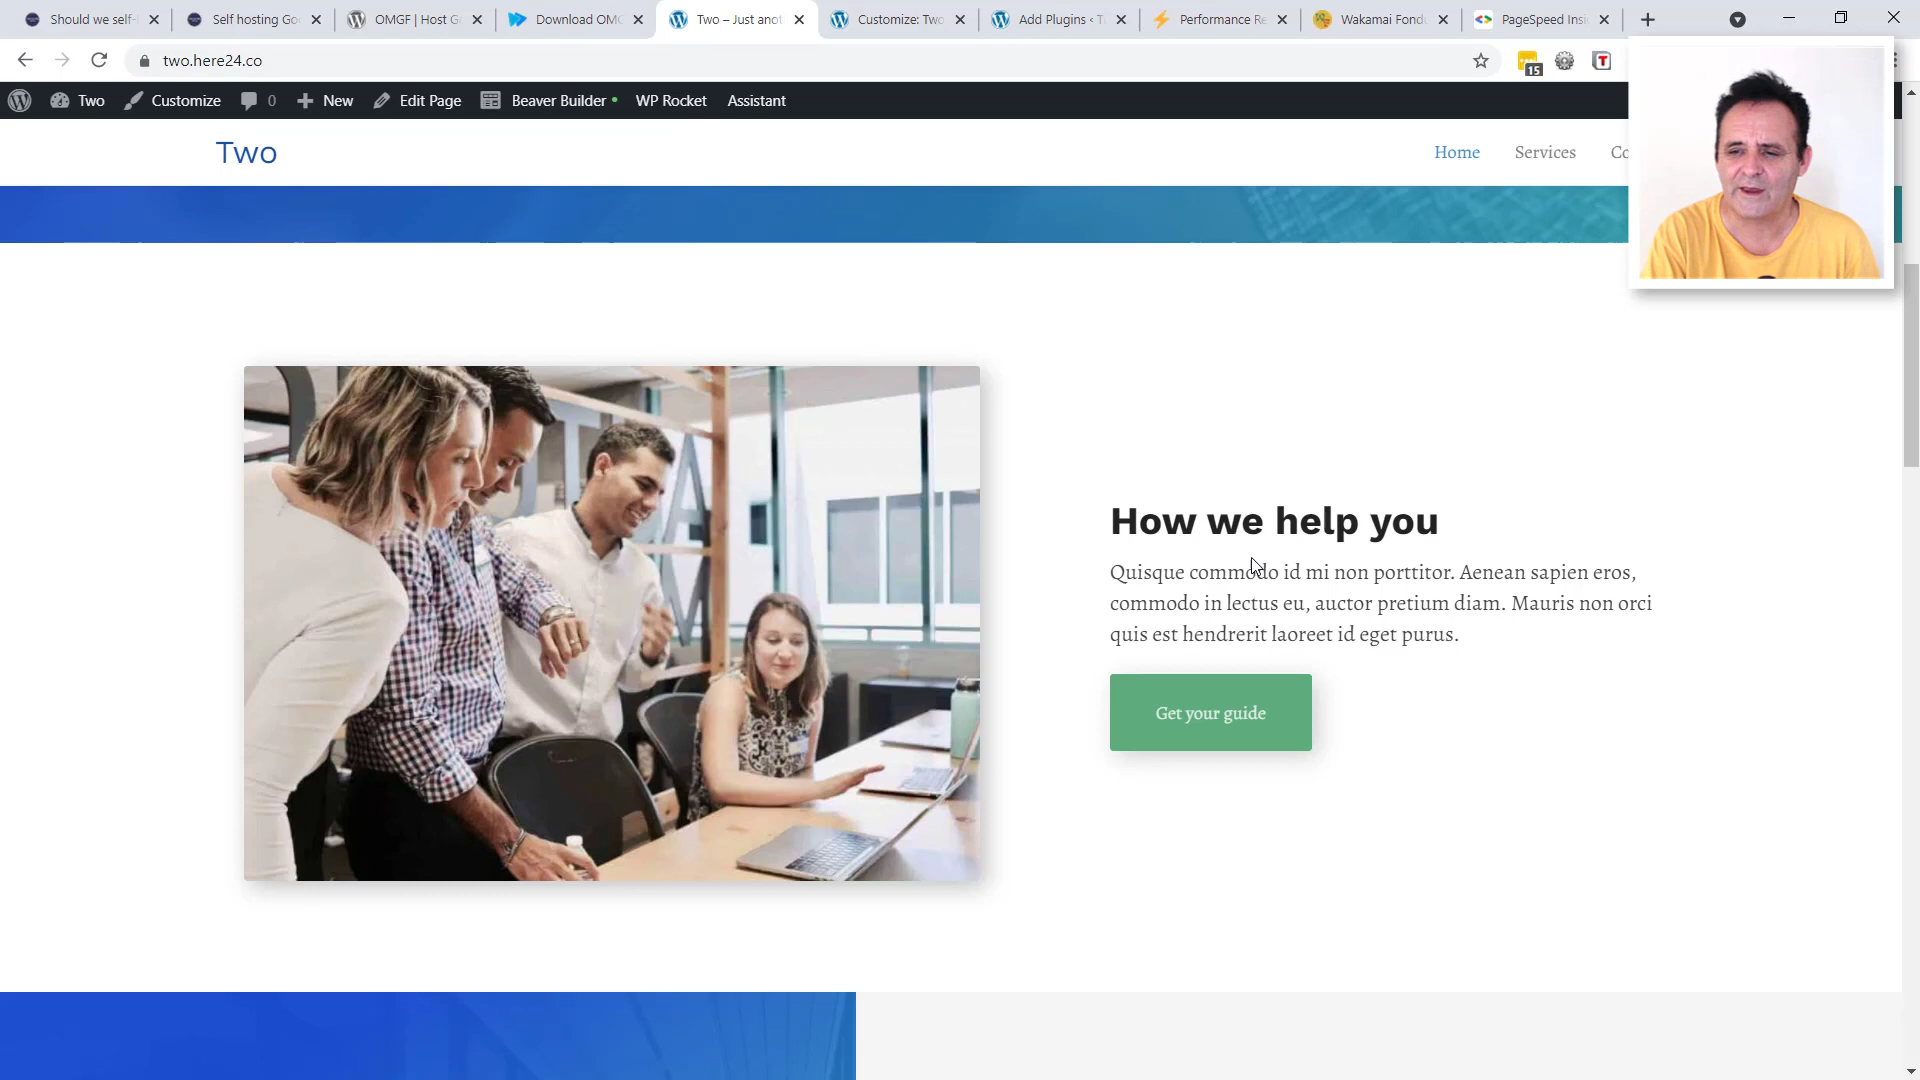 Should we self-
Self hosting Go
OMGF | Host G
Download OMG
Two – Just anot
Customize: Two
Add Plugins ‹ T
Performance Re
Wakamai Fondu
PageSpeed Insi
two.here24.co
15
T
Two
Customize
0
New
Edit Page
Beaver Builder
WP Rocket
Assistant
Two
Home
Services
Co
How we help you
Quisque commodo id mi non porttitor. Aenean sapien eros,
commodo in lectus eu, auctor pretium diam. Mauris non orci
quis est hendrerit laoreet id eget purus.
Get your guide